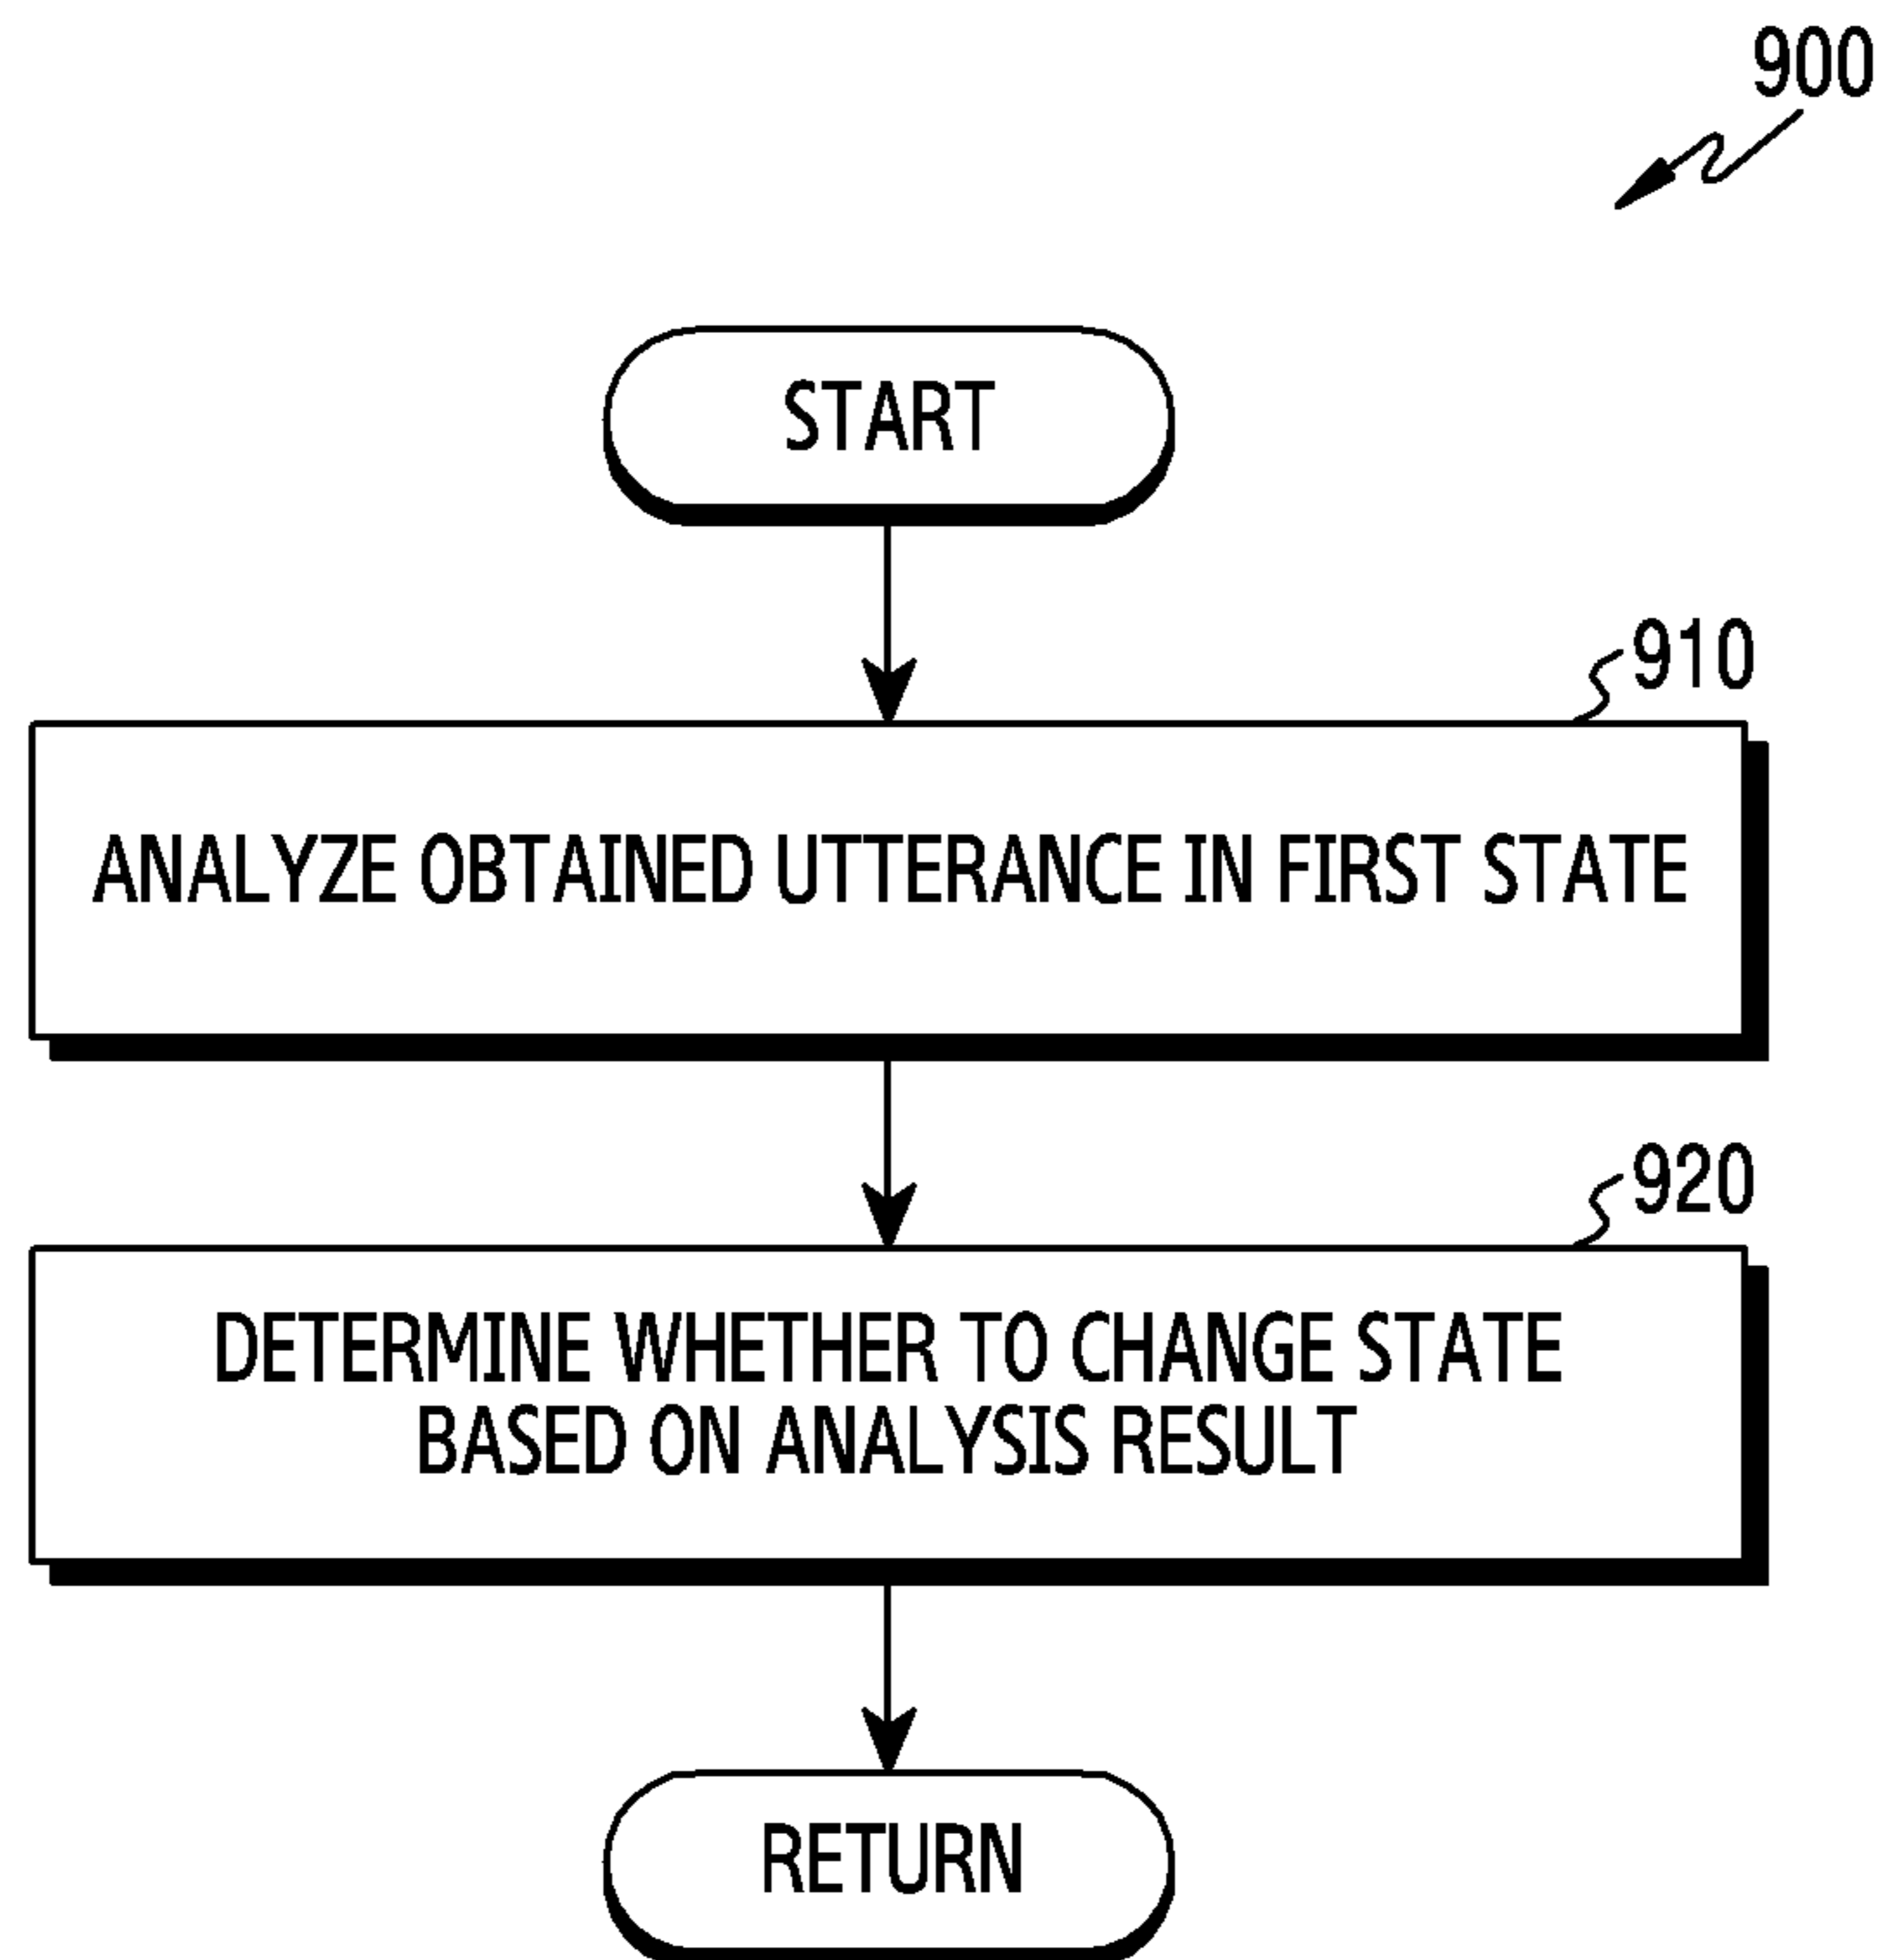 900
START
910
ANALYZE OBTAINED UTTERANCE IN FIRST STATE
920
DETERMINE WHETHER TO CHANGE STATE
BASED ON ANALYSIS RESULT
RETURN